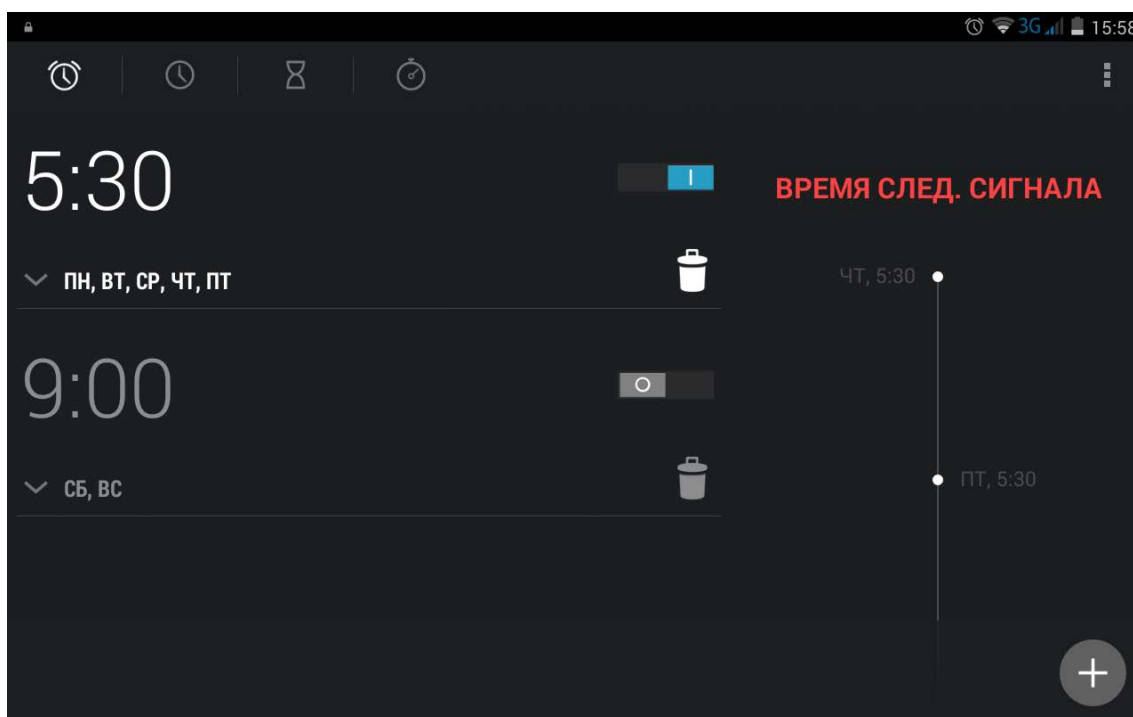 3G 15:58
5:30
ВРЕМЯ СЛЕД. СИГНАЛА
ПН, ВТ, СР, ЧТ, ПТ
ЧТ, 5:30
9:00
СБ, ВС
ПТ, 5:30